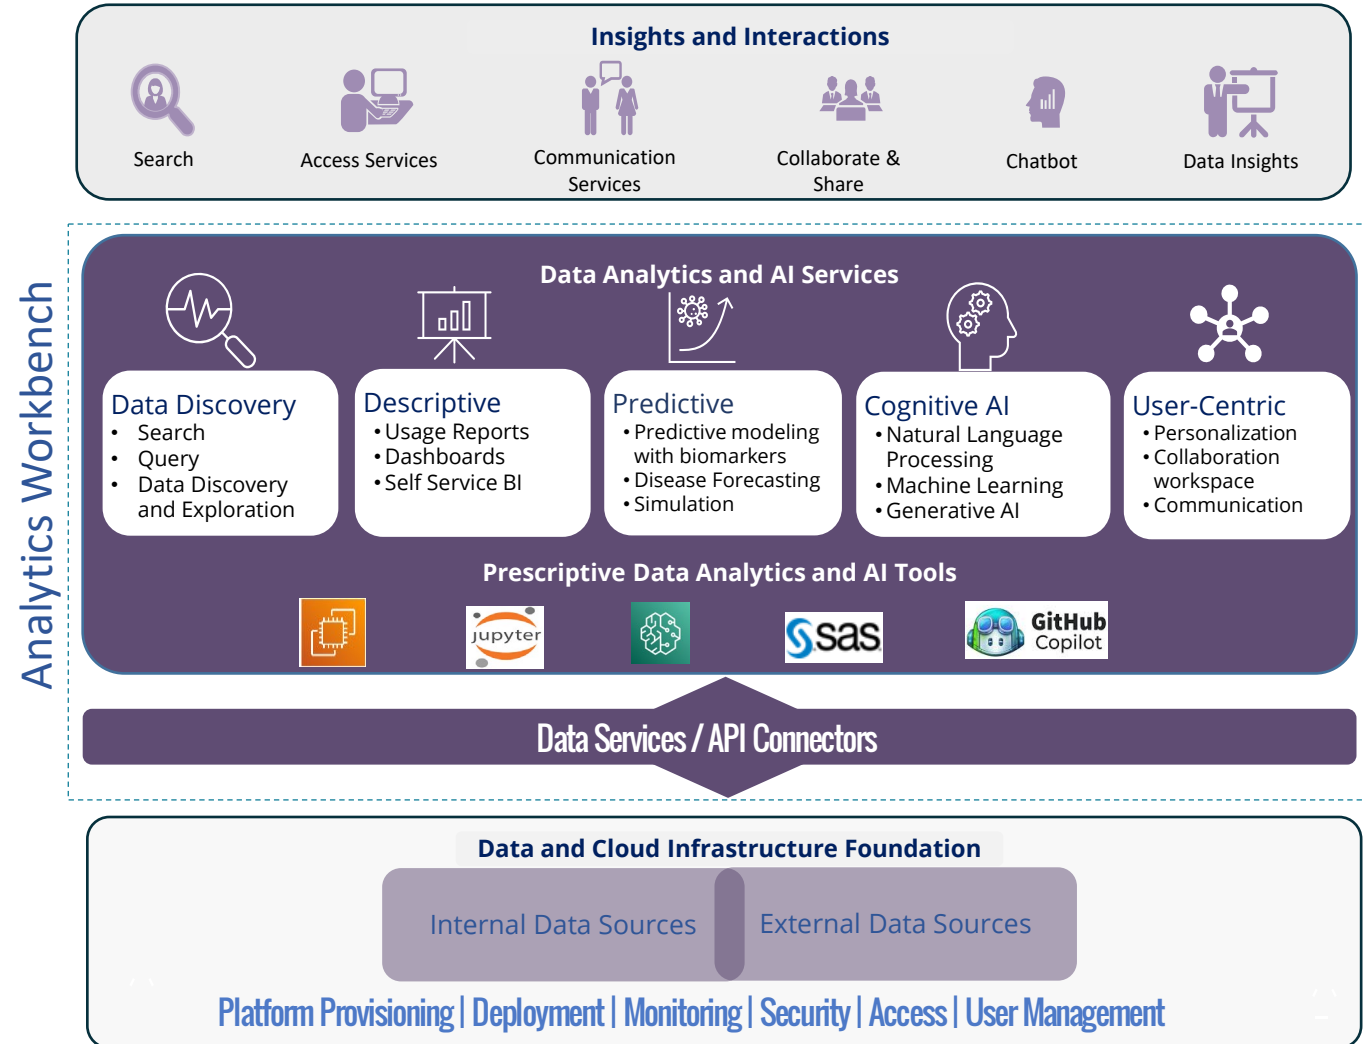 Insights and Interactions
Search
Access Services
Communication
Services
Collaborate &
Share
Chatbot
Data Insights
Analytics Workbench
Data Analytics and AI Services
Data Discovery
• Search
• Query
• Data Discovery
and Exploration
Descriptive
• Usage Reports
• Dashboards
• Self Service BI
Predictive
• Predictive modeling
with biomarkers
• Disease Forecasting
• Simulation
Cognitive AI
• Natural Language
Processing
• Machine Learning
• Generative AI
User-Centric
• Personalization
• Collaboration
workspace
• Communication
Prescriptive Data Analytics and AI Tools
jupyter
sas
GitHub
Copilot
Data Services / API Connectors
Data and Cloud Infrastructure Foundation
Internal Data Sources
External Data Sources
Platform Provisioning | Deployment | Monitoring | Security | Access | User Management